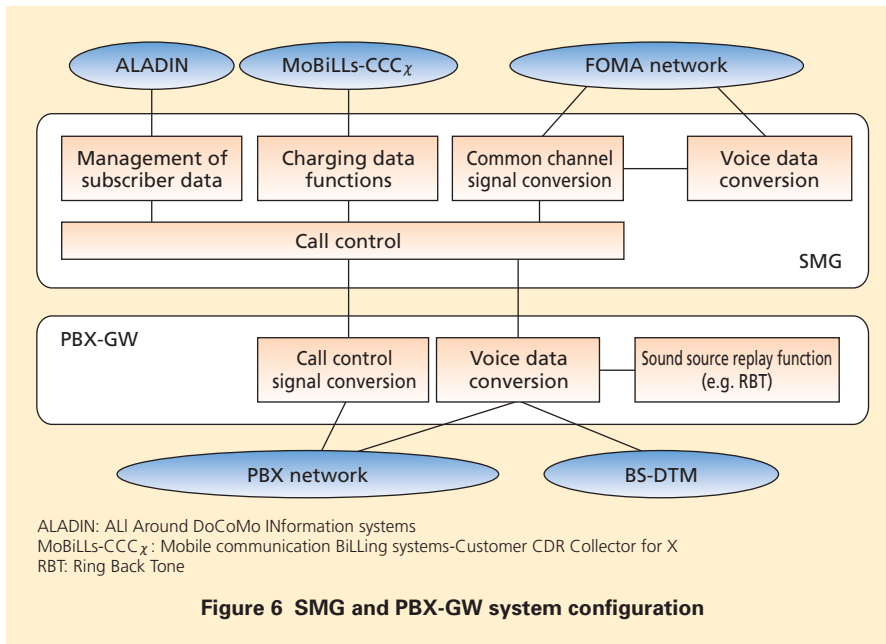 ALADIN
MoBiLLs-CCCχ
FOMA network
Management of
subscriber data
Charging data
functions
Common channel
signal conversion
Voice data
conversion
Call control
SMG
PBX-GW
Call control
signal conversion
Voice data
conversion
Sound source replay function
(e.g. RBT)
PBX network
BS-DTM
ALADIN: ALl Around DoCoMo INformation systems
MoBiLLs-CCCχ: Mobile communication BiLLing systems-Customer CDR Collector for X
RBT: Ring Back Tone
Figure 6 SMG and PBX-GW system configuration